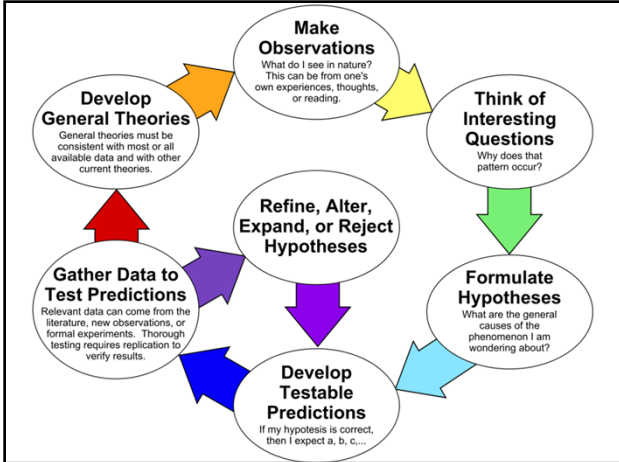 Make
Observations
What do I see in nature?
This can be from one's
own experiences, thoughts,
or reading.
Think of
Interesting
Questions
Why does that
pattern occur?
Formulate
Hypotheses
What are the general
causes of the
phenomenon I am
wondering about?
Develop
Testable
Predictions
If my hypotesis is correct,
then I expect a, b, c,...
Gather Data to
Test Predictions
Relevant data can come from the
literature, new observations, or
formal experiments. Thorough
testing requires replication to
verify results.
Refine, Alter,
Expand, or Reject
Hypotheses
Develop
General Theories
General theories must be
consistent with most or all
available data and with other
current theories.